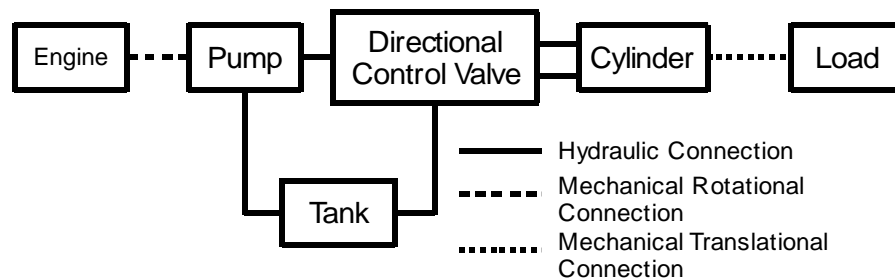 Engine
Pump
Directional
Control Valve
Cylinder
Load
Tank
Hydraulic Connection
Mechanical Rotational
Connection
Mechanical Translational
Connection